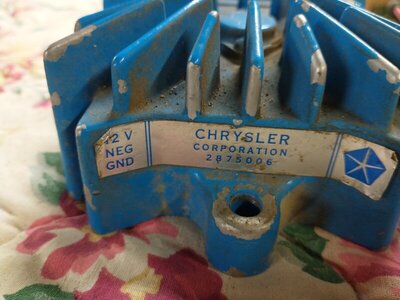 12 V
NEG
GND
CHRYSLER
CORPORATION
2875006